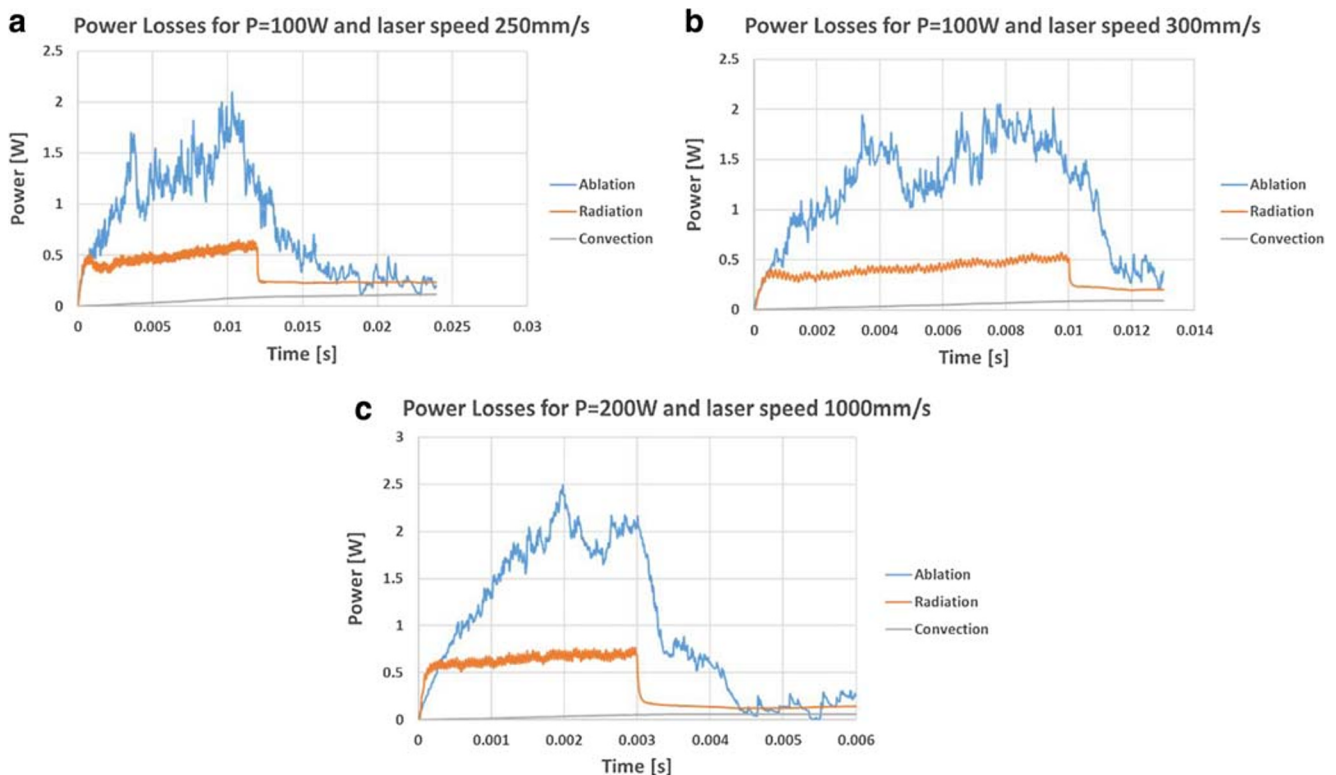 a
Power Losses for P=100W and laser speed 250mm/s
2.5
2
1.5
1
0.5
0
Power [W]
0 0.005 0.01 0.015 0.02 0.025 0.03
Time [s]
Ablation
Radiation
Convection
b
Power Losses for P=100W and laser speed 300mm/s
2.5
2
1.5
1
0.5
0
Power [W]
0 0.002 0.004 0.006 0.008 0.01 0.012 0.014
Time [s]
Ablation
Radiation
Convection
c
Power Losses for P=200W and laser speed 1000mm/s
3
2.5
2
1.5
1
0.5
0
Power [W]
0 0.001 0.002 0.003 0.004 0.005 0.006
Time [s]
Ablation
Radiation
Convection